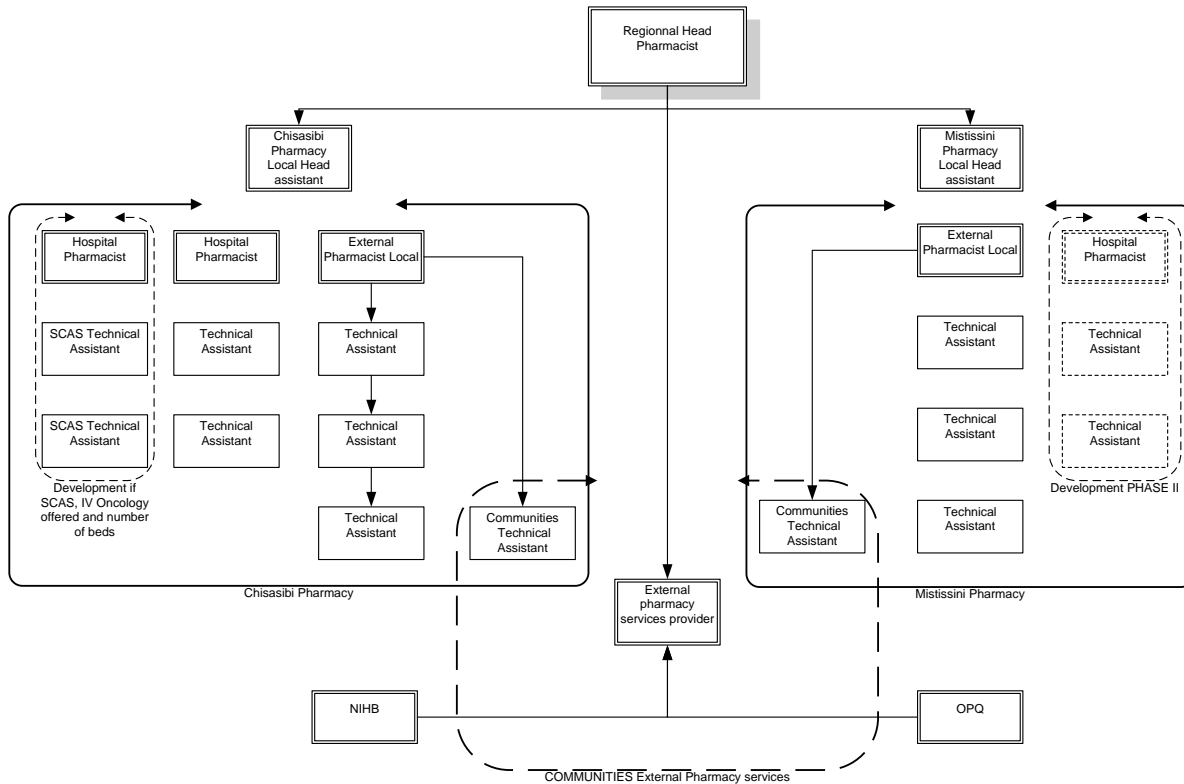 Regionnal Head
Pharmacist
Chisasibi
Pharmacy
Local Head
assistant
Mistissini
Pharmacy
Local Head
assistant
Hospital
Pharmacist
Hospital
Pharmacist
External
Pharmacist Local
External
Pharmacist Local
Hospital
Pharmacist
SCAS Technical
Assistant
Technical
Assistant
Technical
Assistant
Technical
Assistant
Technical
Assistant
SCAS Technical
Assistant
Technical
Assistant
Technical
Assistant
Technical
Assistant
Technical
Assistant
Development if
SCAS, IV Oncology
offered and number
of beds
Development PHASE II
Technical
Assistant
Communities
Technical
Assistant
Communities
Technical
Assistant
Technical
Assistant
Chisasibi Pharmacy
External
pharmacy
services provider
Mistissini Pharmacy
NIHB
OPQ
COMMUNITIES External Pharmacy services